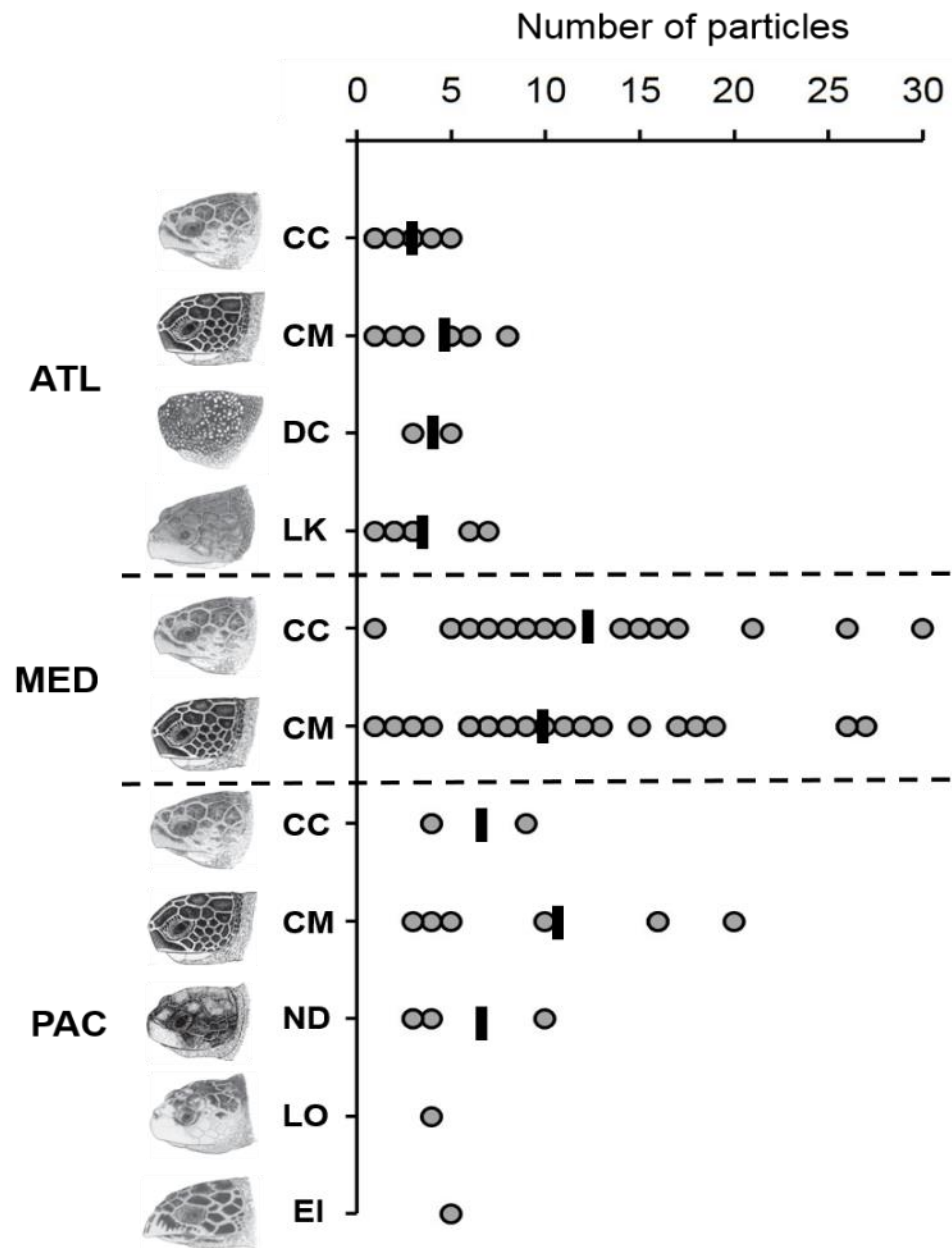 Number of particles
0 5 10 15 20 25 30
CC
CM
ATL
DC
LK
CC
MED
CM
CC
CM
PAC
ND
LO
EI